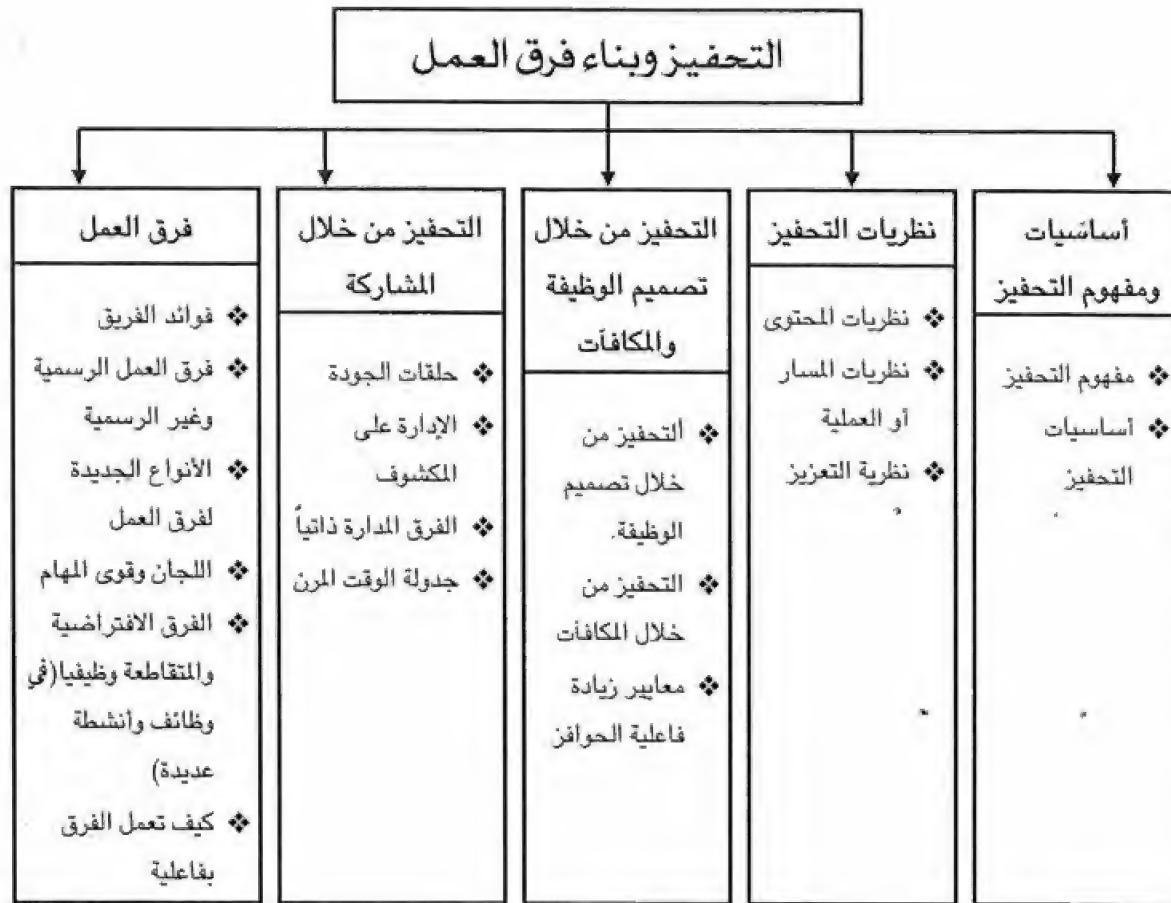 التحفيز وبناء فرق العمل
أساسيات
ومفهوم التحفيز
❖ مفهوم التحفيز
❖ أساسيات
التحفيز
نظريات التحفيز
❖ نظريات المحتوى
❖ نظريات المسار
أو العملية
❖ نظرية التعزيز
التحفيز من خلال
تصميم الوظيفة
والمكافآت
❖ ألتحفيز من
خلال تصميم
الوظيفة.
❖ التحفيز من
خلال المكافآت
❖ معايير زيادة
فاعلية الحوافز
التحفيز من خلال
المشاركة
❖ حلقات الجودة
❖ الإدارة على
المكشوف
❖ الفرق المدارة ذاتياً
❖ جدولة الوقت المرن
فرق العمل
❖ فوائد الفريق
❖ فرق العمل الرسمية
وغير الرسمية
❖ الأنواع الجديدة
لفرق العمل
❖ اللجان وقوى المهام
❖ الفرق الافتراضية
والمتقاطعة وظيفيا(في
وظائف وأنشطة
عديدة)
❖ كيف تعمل الفرق
بفاعلية